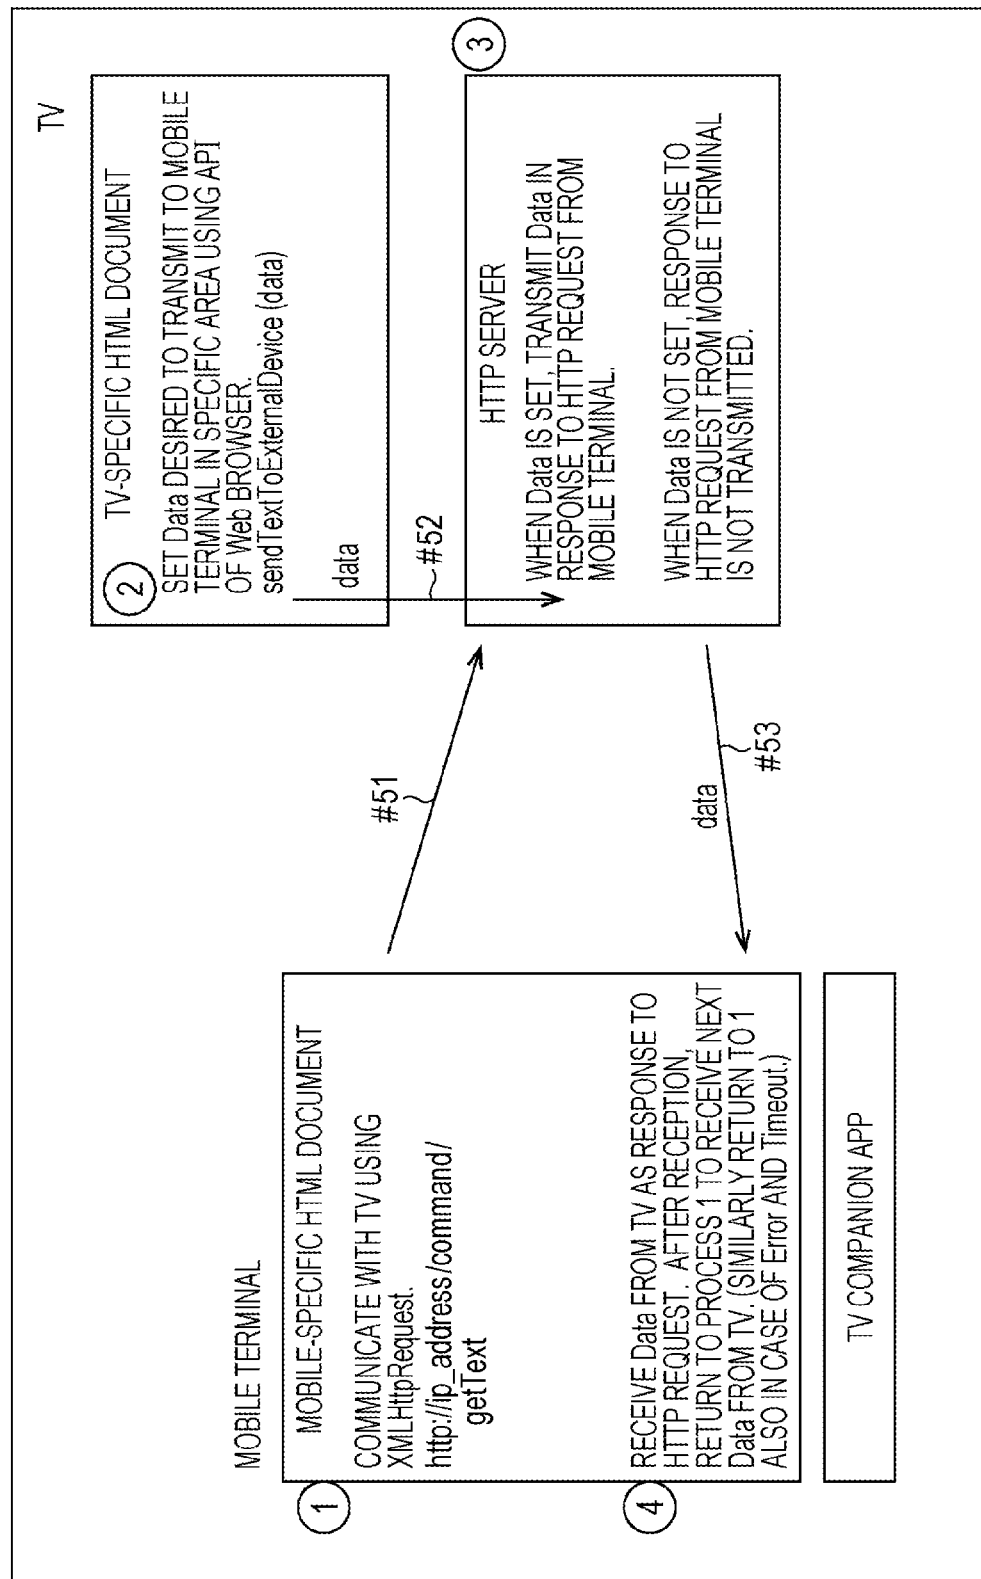 MOBILE TERMINAL
1
MOBILE-SPECIFIC HTML DOCUMENT
COMMUNICATE WITH TV USING
XMLHttpRequest.
http://ip_address/command/
getText
4
RECEIVE Data FROM TV AS RESPONSE TO
HTTP REQUEST. AFTER RECEPTION,
RETURN TO PROCESS 1 TO RECEIVE NEXT
Data FROM TV. (SIMILARLY RETURN TO 1
ALSO IN CASE OF Error AND Timeout.)
TV COMPANION APP
#51
data
#53
TV
2
TV-SPECIFIC HTML DOCUMENT
SET Data DESIRED TO TRANSMIT TO MOBILE
TERMINAL IN SPECIFIC AREA USING API
OF Web BROWSER.
sendTextToExternalDevice (data)
data
#52
3
HTTP SERVER
WHEN Data IS SET, TRANSMIT Data IN
RESPONSE TO HTTP REQUEST FROM
MOBILE TERMINAL.
WHEN Data IS NOT SET, RESPONSE TO
HTTP REQUEST FROM MOBILE TERMINAL
IS NOT TRANSMITTED.